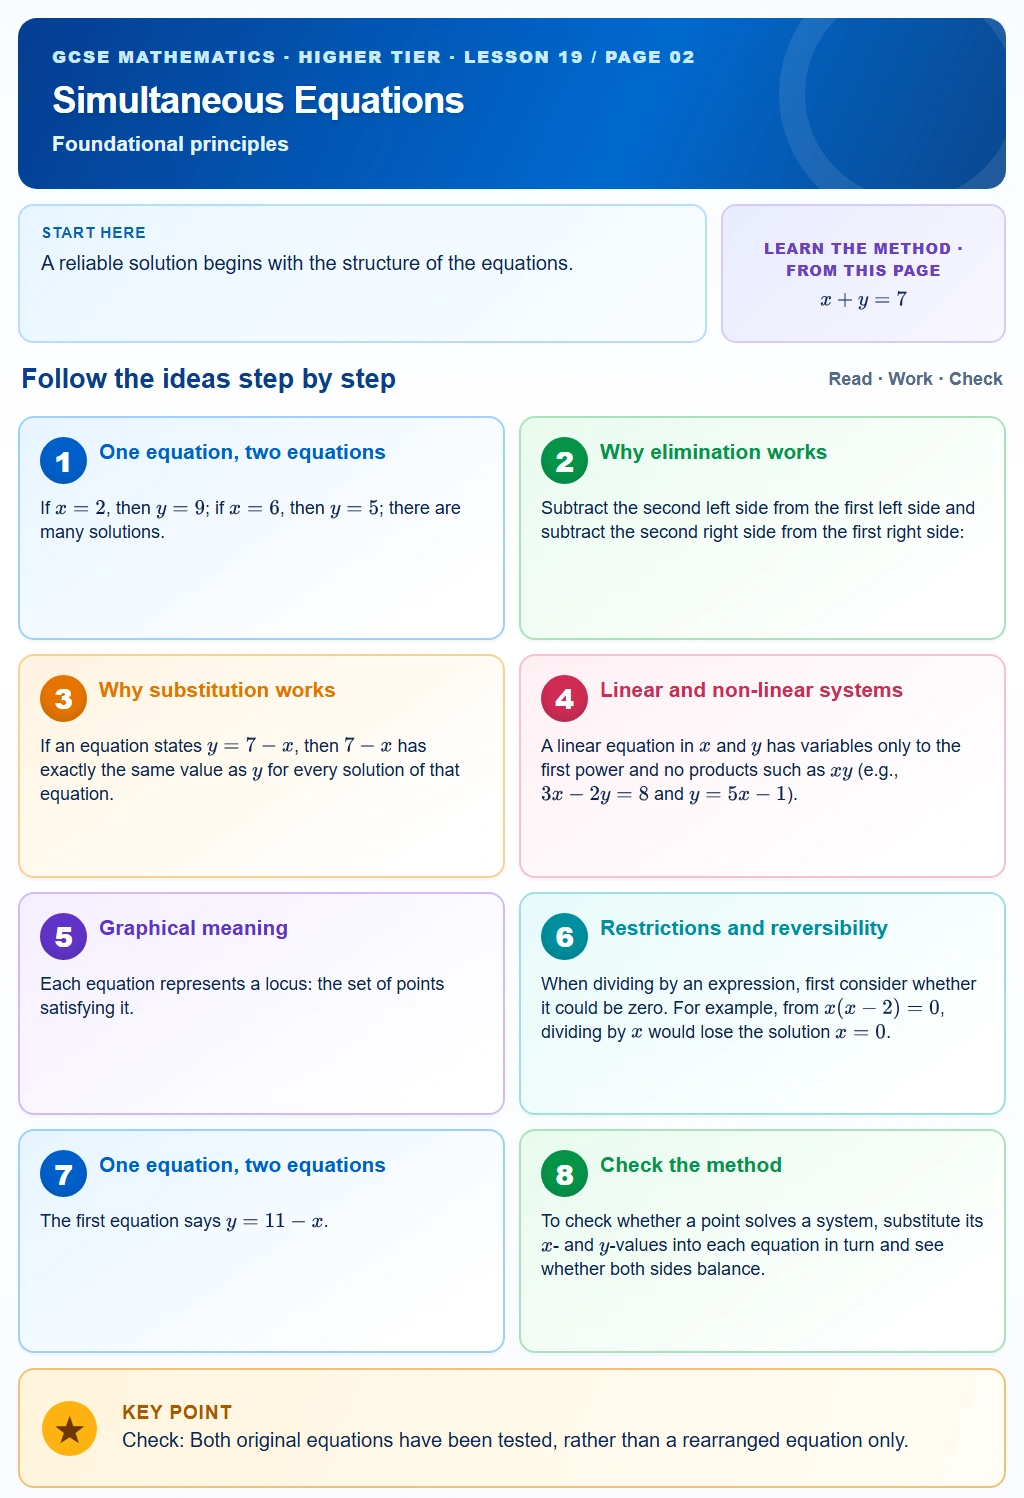 GCSE MATHEMATICS · HIGHER TIER · LESSON 19 / PAGE 02
Simultaneous Equations
Foundational principles
START HERE
A reliable solution begins with the structure of the equations.
LEARN THE METHOD ·
FROM THIS PAGE
x + y = 7
Follow the ideas step by step
Read · Work · Check
1
One equation, two equations
If x = 2, then y = 9; if x = 6, then y = 5; there are
many solutions.
2
Why elimination works
Subtract the second left side from the first left side and
subtract the second right side from the first right side:
3
Why substitution works
If an equation states y = 7 − x, then 7 − x has
exactly the same value as y for every solution of that
equation.
4
Linear and non-linear systems
A linear equation in x and y has variables only to the
first power and no products such as xy (e.g.,
3x − 2y = 8 and y = 5x − 1).
5
Graphical meaning
Each equation represents a locus: the set of points
satisfying it.
6
Restrictions and reversibility
When dividing by an expression, first consider whether
it could be zero. For example, from x(x − 2) = 0,
dividing by x would lose the solution x = 0.
7
One equation, two equations
The first equation says y = 11 − x.
8
Check the method
To check whether a point solves a system, substitute its
x- and y-values into each equation in turn and see
whether both sides balance.
KEY POINT
Check: Both original equations have been tested, rather than a rearranged equation only.